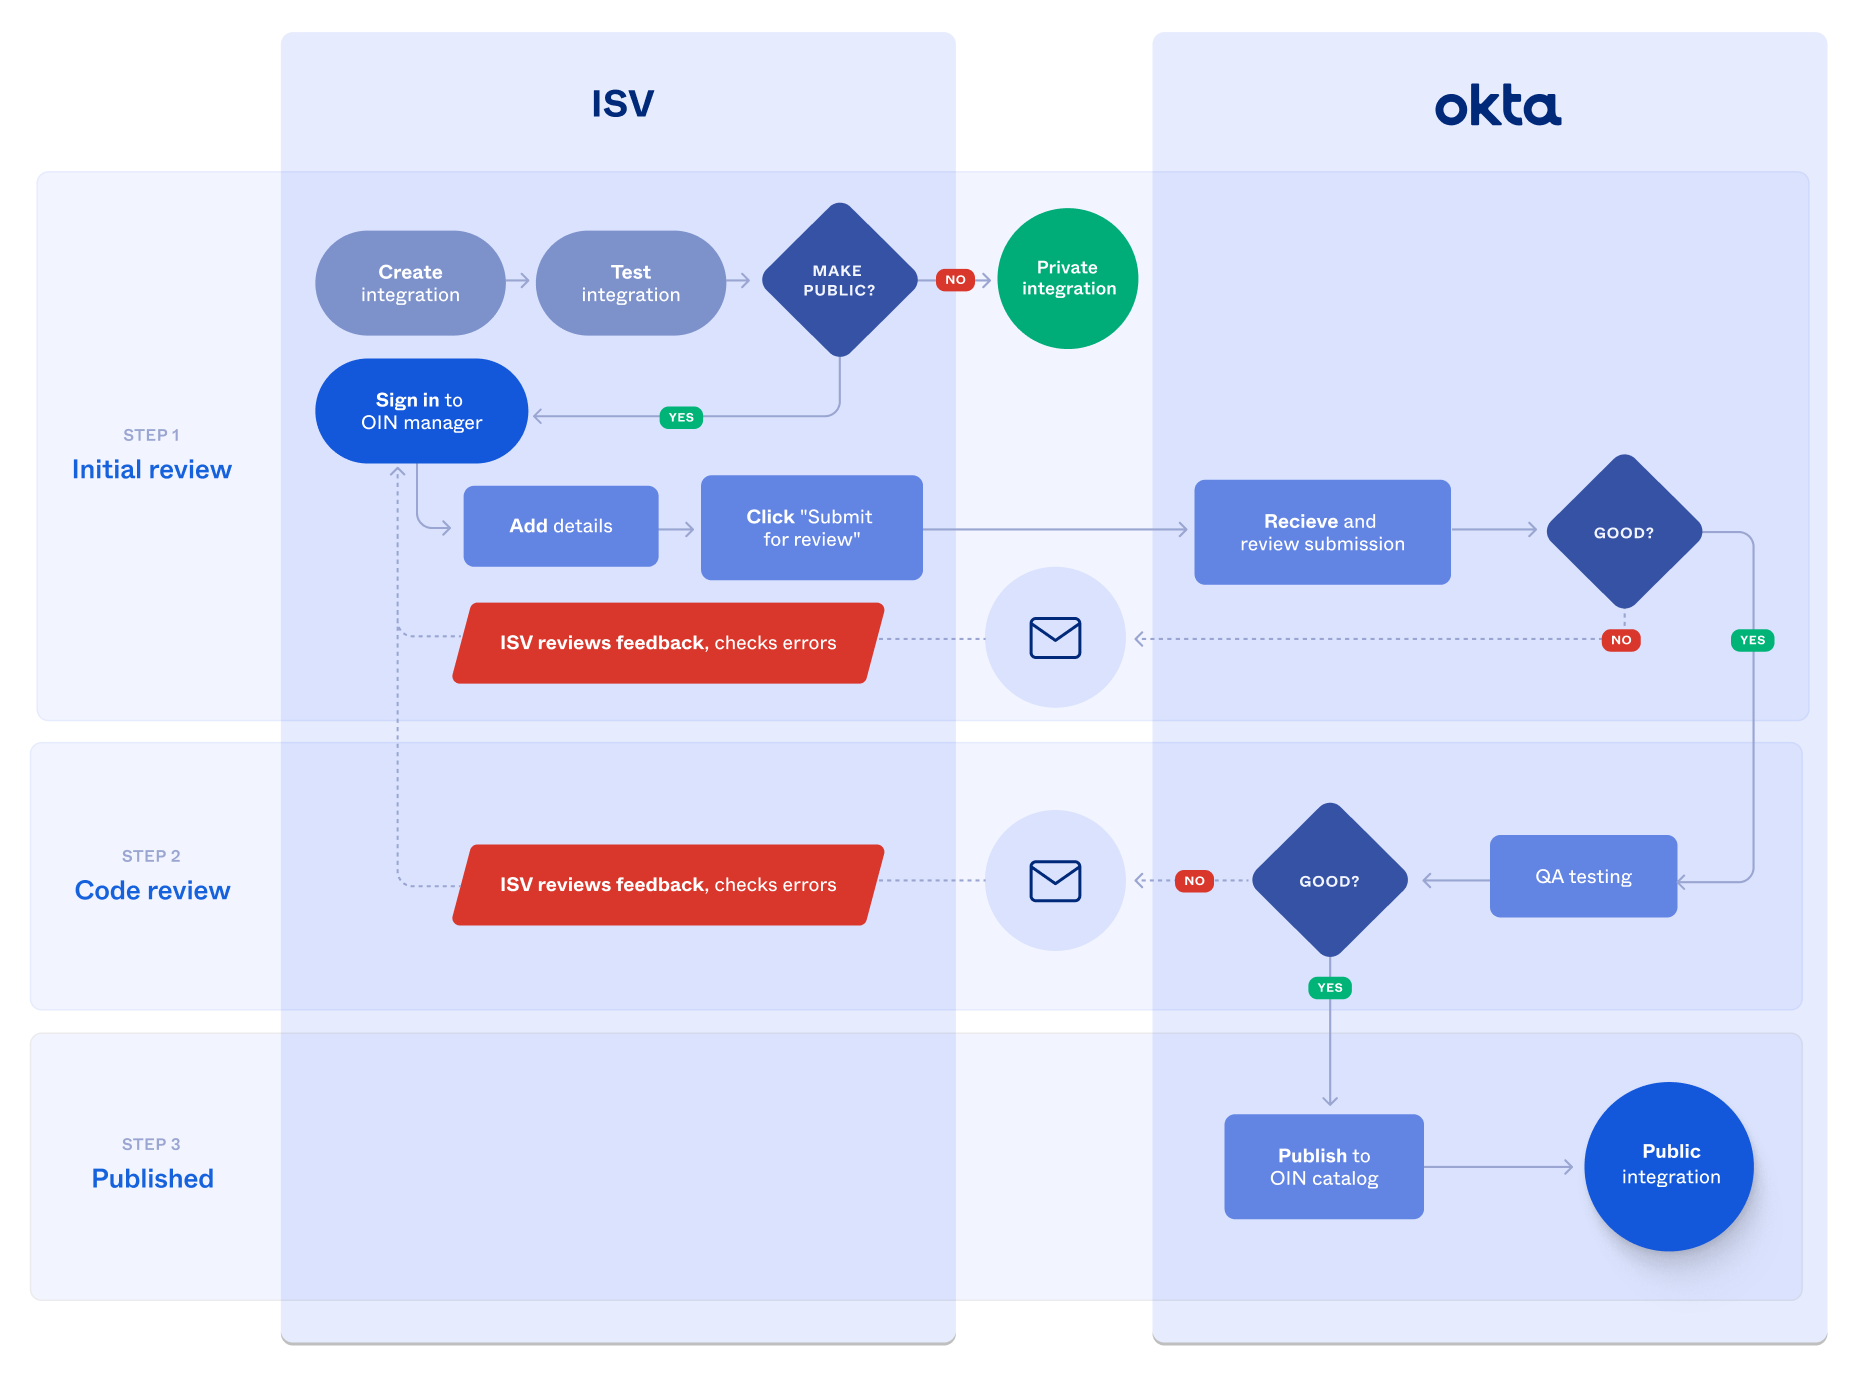 ISV
okta
STEP 1
Initial review
Create
integration
Test
integration
MAKE
PUBLIC?
NO
Private
integration
Sign in to
OIN manager
YES
Add details
Click "Submit
for review"
Recieve and
review submission
GOOD?
NO
YES
ISV reviews feedback, checks errors
STEP 2
Code review
ISV reviews feedback, checks errors
NO
GOOD?
QA testing
YES
STEP 3
Published
Publish to
OIN catalog
Public
integration